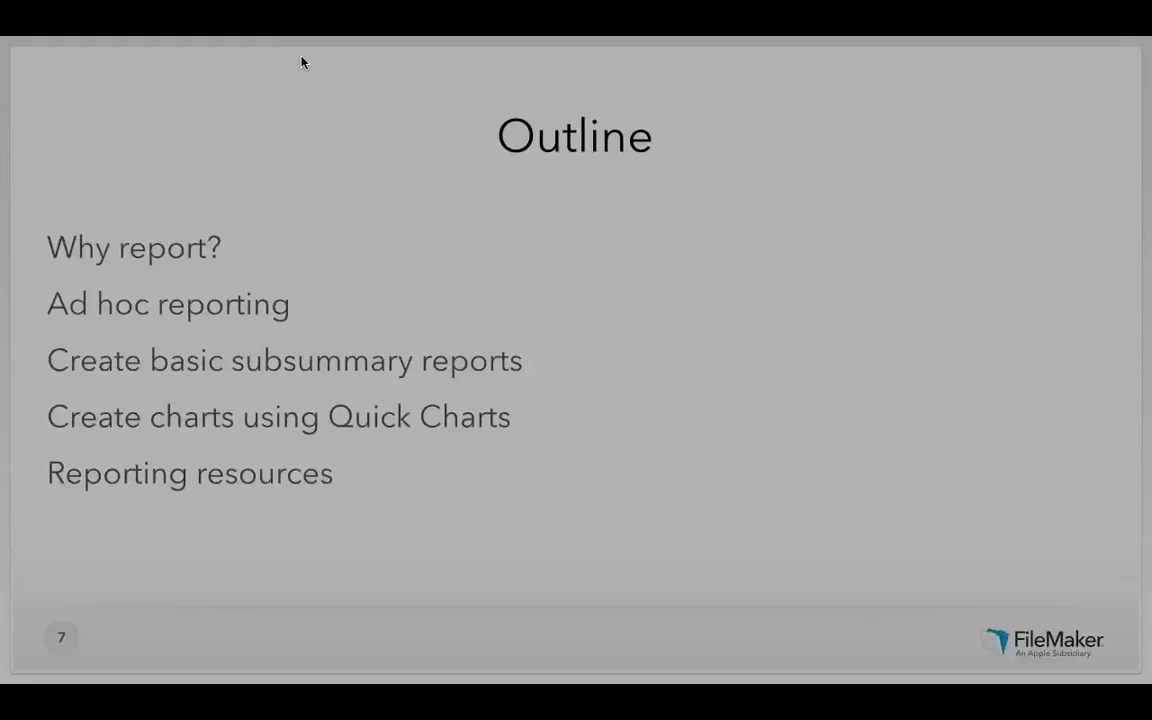 Outline
Why report?
Ad hoc reporting
Create basic subsummary reports
Create charts using Quick Charts
Reporting resources
7
FileMaker
An Apple Subsidiary